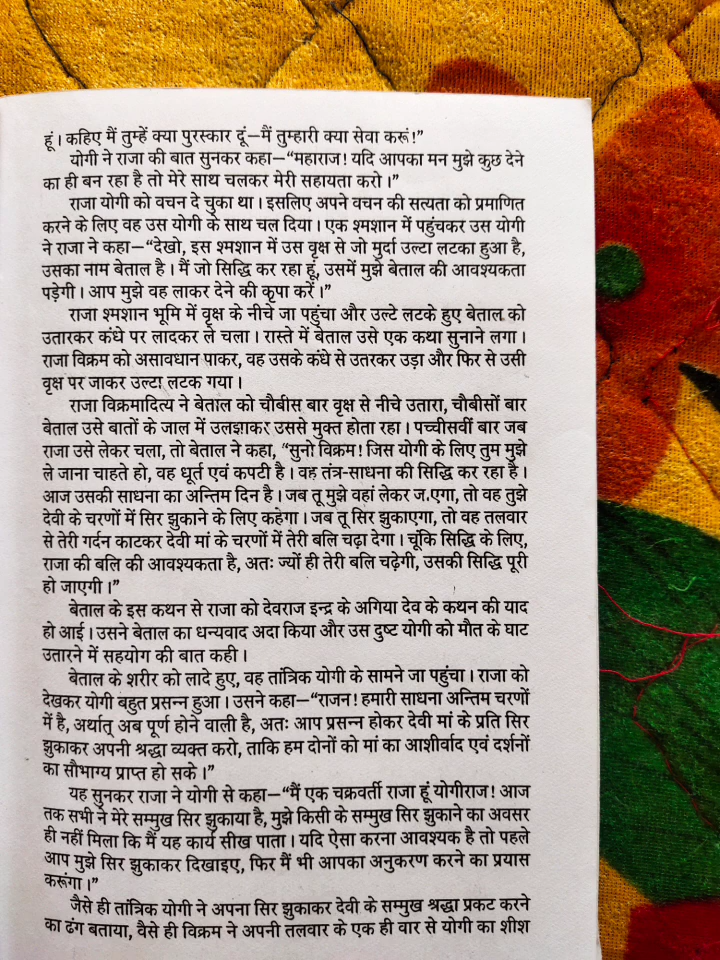 हूं। कहिए मैं तुम्हें क्या पुरस्कार दूं—मैं तुम्हारी क्या सेवा करूं!”
योगी ने राजा की बात सुनकर कहा—“महाराज! यदि आपका मन मुझे कुछ देने
का ही बन रहा है तो मेरे साथ चलकर मेरी सहायता करो।”
राजा योगी को वचन दे चुका था। इसलिए अपने वचन की सत्यता को प्रमाणित
करने के लिए वह उस योगी के साथ चल दिया। एक श्मशान में पहुंचकर उस योगी
ने राजा ने कहा—“देखो, इस श्मशान में उस वृक्ष से जो मुर्दा उल्टा लटका हुआ है,
उसका नाम बेताल है। मैं जो सिद्धि कर रहा हूं, उसमें मुझे बेताल की आवश्यकता
पड़ेगी। आप मुझे वह लाकर देने की कृपा करें।”
राजा श्मशान भूमि में वृक्ष के नीचे जा पहुंचा और उल्टे लटके हुए बेताल को
उतारकर कंधे पर लादकर ले चला। रास्ते में बेताल उसे एक कथा सुनाने लगा।
राजा विक्रम को असावधान पाकर, वह उसके कंधे से उतरकर उड़ा और फिर से उसी
वृक्ष पर जाकर उल्टा लटक गया।
राजा विक्रमादित्य ने बेताल को चौबीस बार वृक्ष से नीचे उतारा, चौबीसों बार
बेताल उसे बातों के जाल में उलझाकर उससे मुक्त होता रहा। पच्चीसवीं बार जब
राजा उसे लेकर चला, तो बेताल ने कहा, “सुनो विक्रम! जिस योगी के लिए तुम मुझे
ले जाना चाहते हो, वह धूर्त एवं कपटी है। वह तंत्र-साधना की सिद्धि कर रहा है।
आज उसकी साधना का अन्तिम दिन है। जब तू मुझे वहां लेकर जाएगा, तो वह तुझे
देवी के चरणों में सिर झुकाने के लिए कहेगा। जब तू सिर झुकाएगा, तो वह तलवार
से तेरी गर्दन काटकर देवी मां के चरणों में तेरी बलि चढ़ा देगा। चूंकि सिद्धि के लिए,
राजा की बलि की आवश्यकता है, अतः ज्यों ही तेरी बलि चढ़ेगी, उसकी सिद्धि पूरी
हो जाएगी।”
बेताल के इस कथन से राजा को देवराज इन्द्र के अगिया देव के कथन की याद
हो आई। उसने बेताल का धन्यवाद अदा किया और उस दुष्ट योगी को मौत के घाट
उतारने में सहयोग की बात कही।
बेताल के शरीर को लादे हुए, वह तांत्रिक योगी के सामने जा पहुंचा। राजा को
देखकर योगी बहुत प्रसन्न हुआ। उसने कहा—“राजन! हमारी साधना अन्तिम चरणों
में है, अर्थात् अब पूर्ण होने वाली है, अतः आप प्रसन्न होकर देवी मां के प्रति सिर
झुकाकर अपनी श्रद्धा व्यक्त करो, ताकि हम दोनों को मां का आशीर्वाद एवं दर्शनों
का सौभाग्य प्राप्त हो सके।”
यह सुनकर राजा ने योगी से कहा—“मैं एक चक्रवर्ती राजा हूं योगीराज! आज
तक सभी ने मेरे सम्मुख सिर झुकाया है, मुझे किसी के सम्मुख सिर झुकाने का अवसर
ही नहीं मिला कि मैं यह कार्य सीख पाता। यदि ऐसा करना आवश्यक है तो पहले
आप मुझे सिर झुकाकर दिखाइए, फिर मैं भी आपका अनुकरण करने का प्रयास
करूंगा।”
जैसे ही तांत्रिक योगी ने अपना सिर झुकाकर देवी के सम्मुख श्रद्धा प्रकट करने
का ढंग बताया, वैसे ही विक्रम ने अपनी तलवार के एक ही वार से योगी का शीश